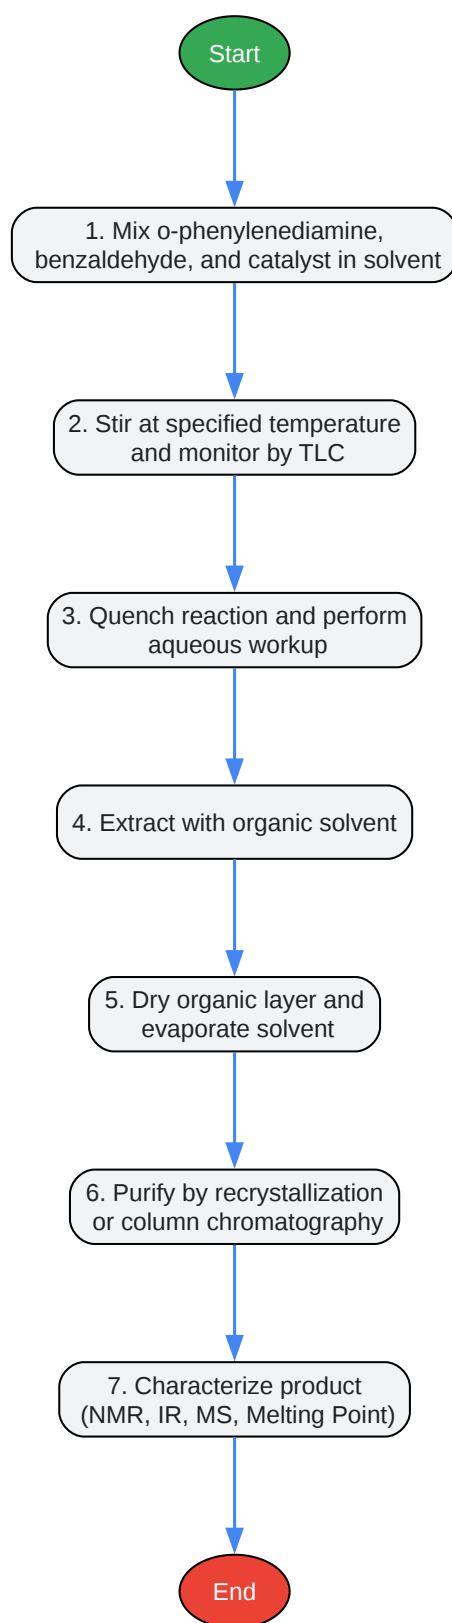 Start
1. Mix o-phenylenediamine,
benzaldehyde, and catalyst in solvent
2. Stir at specified temperature
and monitor by TLC
3. Quench reaction and perform
aqueous workup
4. Extract with organic solvent
5. Dry organic layer and
evaporate solvent
6. Purify by recrystallization
or column chromatography
7. Characterize product
(NMR, IR, MS, Melting Point)
End